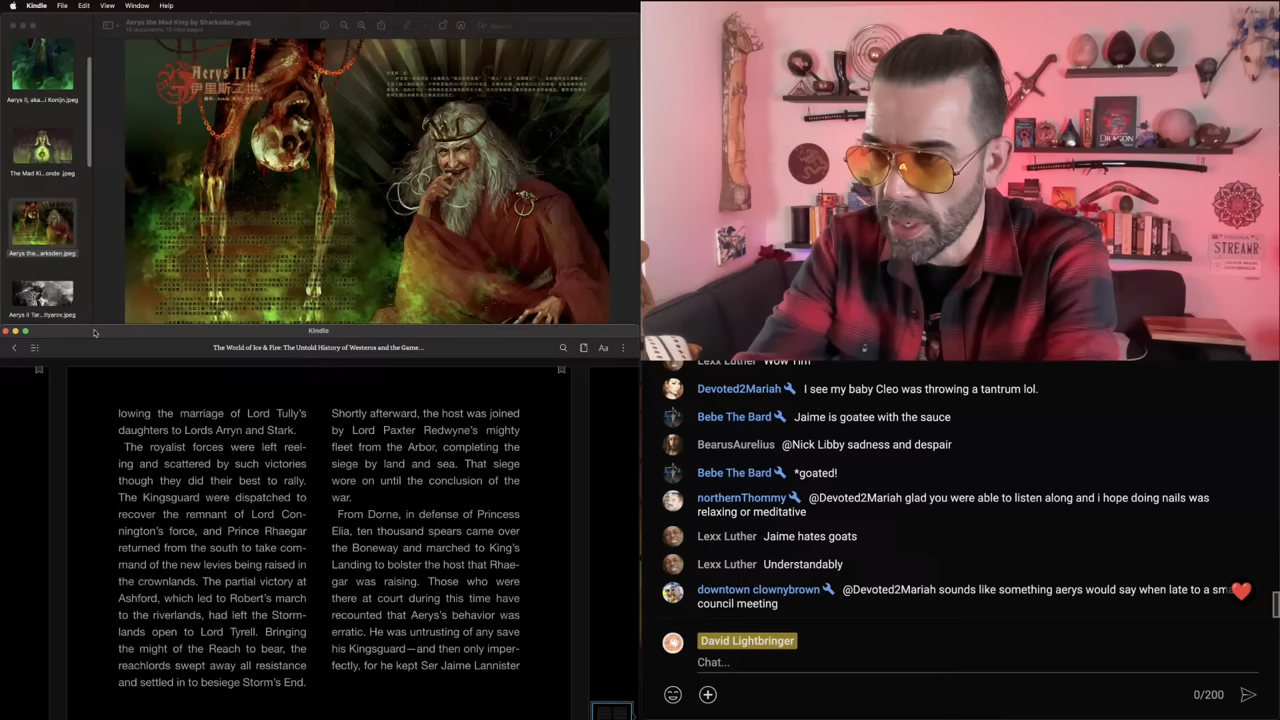 Kindle File Edit View Window Help
Aerys the Mad King by Sharksdan.jpeg
Search
Aerys II, aka... Konijn.jpeg
The Mad Ki...onde .jpeg
Aerys the...arksden.jpeg
Aerys II Tar...tiyarov.jpeg
Aerys II
伊里斯二世
Kindle
The World of Ice & Fire: The Untold History of Westeros and the Game...
Aa
lowing the marriage of Lord Tully's
daughters to Lords Arryn and Stark.
The royalist forces were left reel-
ing and scattered by such victories
though they did their best to rally.
The Kingsguard were dispatched to
recover the remnant of Lord Con-
nington's force, and Prince Rhaegar
returned from the south to take com-
mand of the new levies being raised in
the crownlands. The partial victory at
Ashford, which led to Robert's march
to the riverlands, had left the Storm-
lands open to Lord Tyrell. Bringing
the might of the Reach to bear, the
reachlords swept away all resistance
and settled in to besiege Storm's End.
Shortly afterward, the host was joined
by Lord Paxter Redwyne's mighty
fleet from the Arbor, completing the
siege by land and sea. That siege
wore on until the conclusion of the
war.
From Dorne, in defense of Princess
Elia, ten thousand spears came over
the Boneway and marched to King's
Landing to bolster the host that Rhae-
gar was raising. Those who were
there at court during this time have
recounted that Aerys's behavior was
erratic. He was untrusting of any save
his Kingsguard—and then only imper-
fectly, for he kept Ser Jaime Lannister
DRAGON
STREAMR
Lexx Luther Wow Tim
Devoted2Mariah I see my baby Cleo was throwing a tantrum lol.
Bebe The Bard Jaime is goatee with the sauce
BearusAurelius @Nick Libby sadness and despair
Bebe The Bard *goated!
northernThommy @Devoted2Mariah glad you were able to listen along and i hope doing nails was
relaxing or meditative
Lexx Luther Jaime hates goats
Lexx Luther Understandably
downtown clownybrown @Devoted2Mariah sounds like something aerys would say when late to a sm
council meeting
David Lightbringer
Chat...
0/200